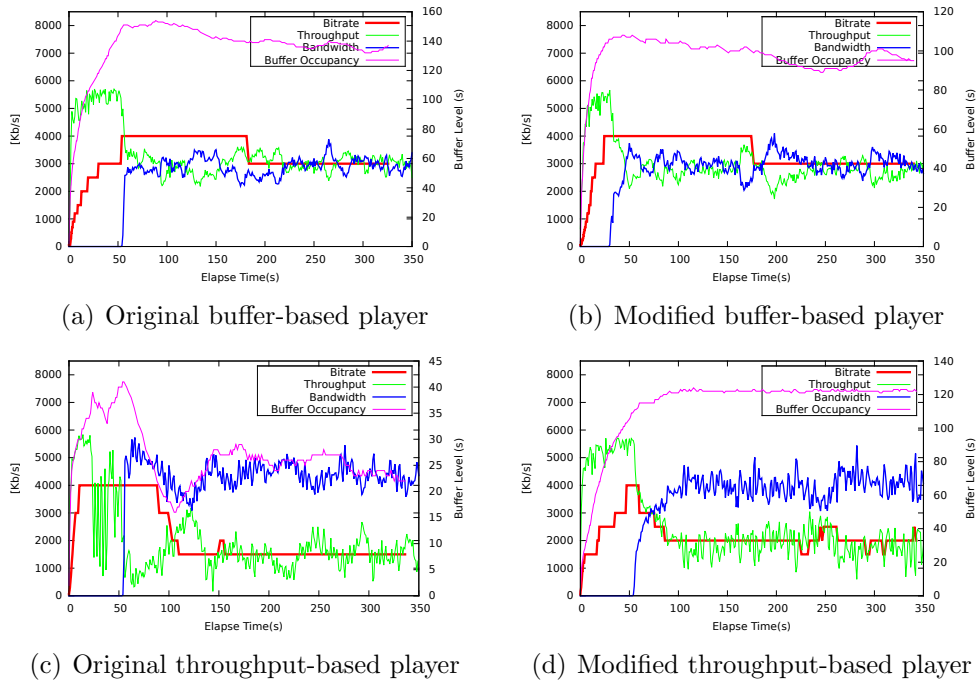 8000
7000
6000
5000
4000
3000
2000
1000
0
[Kb/s]
160
140
120
100
80
60
40
20
0
Buffer Level (s)
Bitrate
Throughput
Bandwidth
Buffer Occupancy
0 50 100 150 200 250 300 350
Elapse Time(s)
(a) Original buffer-based player
8000
7000
6000
5000
4000
3000
2000
1000
0
[Kb/s]
120
100
80
60
40
20
0
Buffer Level (s)
Bitrate
Throughput
Bandwidth
Buffer Occupancy
0 50 100 150 200 250 300 350
Elapse Time(s)
(b) Modified buffer-based player
8000
7000
6000
5000
4000
3000
2000
1000
0
[Kb/s]
45
40
35
30
25
20
15
10
5
0
Buffer Level (s)
Bitrate
Throughput
Bandwidth
Buffer Occupancy
0 50 100 150 200 250 300 350
Elapse Time(s)
(c) Original throughput-based player
8000
7000
6000
5000
4000
3000
2000
1000
0
[Kb/s]
140
120
100
80
60
40
20
0
Buffer Level (s)
Bitrate
Throughput
Bandwidth
Buffer Occupancy
0 50 100 150 200 250 300 350
Elapse Time(s)
(d) Modified throughput-based player